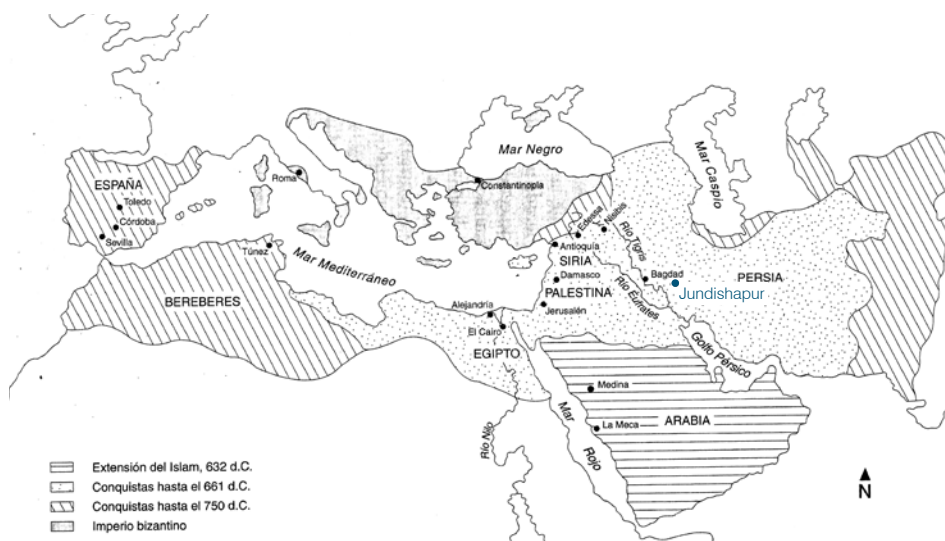 Mar Negro
Mar Caspio
Roma
Constantinopla
ESPAÑA
Toledo
Córdoba
Sevilla
Túnez
Mar Mediterráneo
BEREBERES
Edessa
Nísibis
Río Tigris
Antioquía
SIRIA
Damasco
PALESTINA
Jerusalén
Río Éufrates
Bagdad
PERSIA
Jundishapur
Alejandría
El Cairo
EGIPTO
Golfo Pérsico
Medina
La Meca
ARABIA
Mar
Rojo
Río Nilo
Extensión del Islam, 632 d.C.
Conquistas hasta el 661 d.C.
Conquistas hasta el 750 d.C.
Imperio bizantino
N